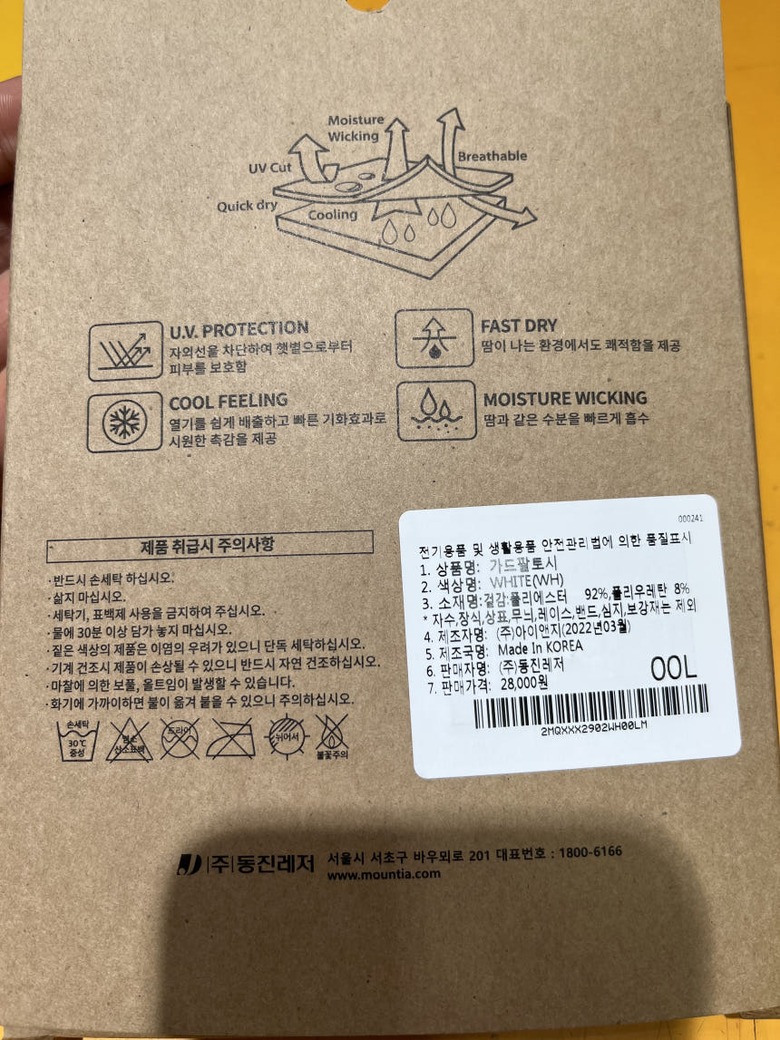 Moisture
Wicking
UV Cut
Breathable
Quick dry
Cooling
U.V. PROTECTION
자외선을 차단하여 햇볕으로부터
피부를 보호함
FAST DRY
땀이 나는 환경에서도 쾌적함을 제공
COOL FEELING
열기를 쉽게 배출하고 빠른 기화효과로
시원한 촉감을 제공
MOISTURE WICKING
땀과 같은 수분을 빠르게 흡수
제품 취급시 주의사항
·반드시 손세탁 하십시오.
·삶지 마십시오.
·세탁기, 표백제 사용을 금지하여 주십시오.
·물에 30분 이상 담가 놓지 마십시오.
·짙은 색상의 제품은 이염의 우려가 있으니 단독 세탁하십시오.
·기계 건조시 제품이 손상될 수 있으니 반드시 자연 건조하십시오.
·마찰에 의한 보풀, 올트임이 발생할 수 있습니다.
·화기에 가까이하면 불이 옮겨 붙을 수 있으니 주의하십시오.
손세탁
30℃
중성
염소
산소표백
드라이
뉘어서
불꽃주의
000241
전기용품 및 생활용품 안전관리법에 의한 품질표시
1. 상품명: 가드팔토시
2. 색상명: WHITE(WH)
3. 소재명:겉감:폴리에스터 92%,폴리우레탄 8%
* 자수,장식,상표,무늬,레이스,밴드,심지,보강재는 제외
4. 제조자명: (주)아이앤지(2022년03월)
5. 제조국명: Made In KOREA
6. 판매자명: (주)동진레저
7. 판매가격: 28,000원
00L
2MQXXX2902WH00LM
(주)동진레저 서울시 서초구 바우뫼로 201 대표번호 : 1800-6166
www.mountia.com